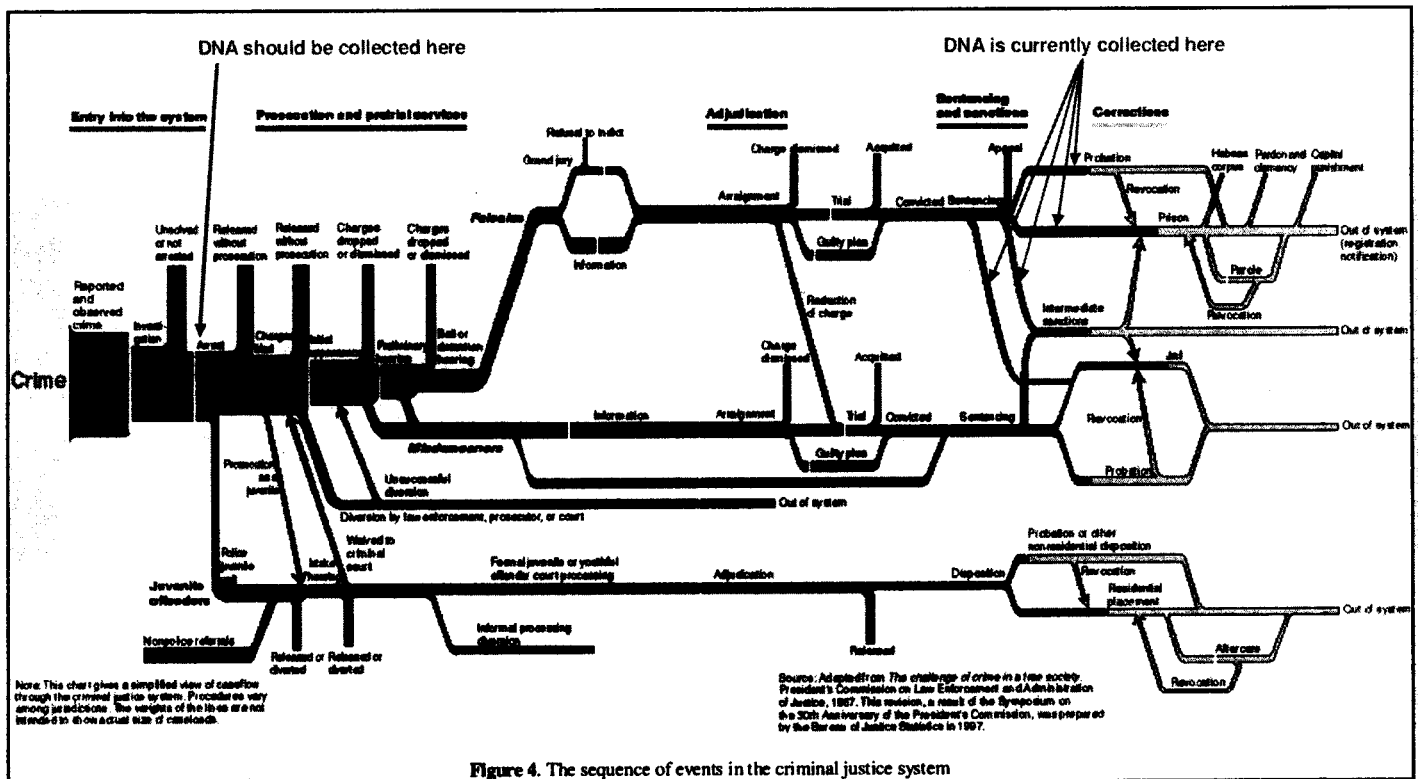 DNA should be collected here
DNA is currently collected here
Entry into the system
Prosecution and pretrial services
Adjudication
Sentencing
and sanctions
Corrections
Refusal to indict
Grand jury
Charge dismissed
Acquitted
Appeal
Probation
Habeas
corpus
Pardon and
clemency
Capital
punishment
Revocation
Arraignment
Trial
Convicted
Sentencing
Prison
Felonies
Guilty plea
Out of system
(registration
notification)
Information
Parole
Unsolved
or not
arrested
Released
without
prosecution
Released
without
prosecution
Charges
dropped
or dismissed
Charges
dropped
or dismissed
Reported
and
observed
crime
Investi-
gation
Arrest
Charges
filed
Initial
Preliminary
hearing
Bail or
detention
hearing
Reduction
of charge
Intermediate
sanctions
Revocation
Out of system
Charge
dismissed
Acquitted
Jail
Crime
Information
Arraignment
Trial
Convicted
Sentencing
Revocation
Out of system
Misdemeanors
Guilty plea
Probation
Prosecution
as a
juvenile
Unsuccessful
diversion
Out of system
Diversion by law enforcement, prosecutor, or court
Waived to
criminal
court
Police
juvenile
unit
Intake
hearing
Formal juvenile or youthful
offender court processing
Adjudication
Disposition
Probation or other
nonresidential disposition
Revocation
Residential
placement
Out of system
Juvenile
offenders
Nonpolice referrals
Released or
diverted
Released or
diverted
Informal processing
diversion
Released
Aftercare
Revocation
Note: This chart gives a simplified view of caseflow
through the criminal justice system. Procedures vary
among jurisdictions. The weights of the lines are not
intended to show actual size of caseloads.
Source: Adapted from The challenge of crime in a free society.
President's Commission on Law Enforcement and Administration
of Justice, 1967. This revision, a result of the Symposium on
the 30th Anniversary of the President's Commission, was prepared
by the Bureau of Justice Statistics in 1997.
Figure 4. The sequence of events in the criminal justice system